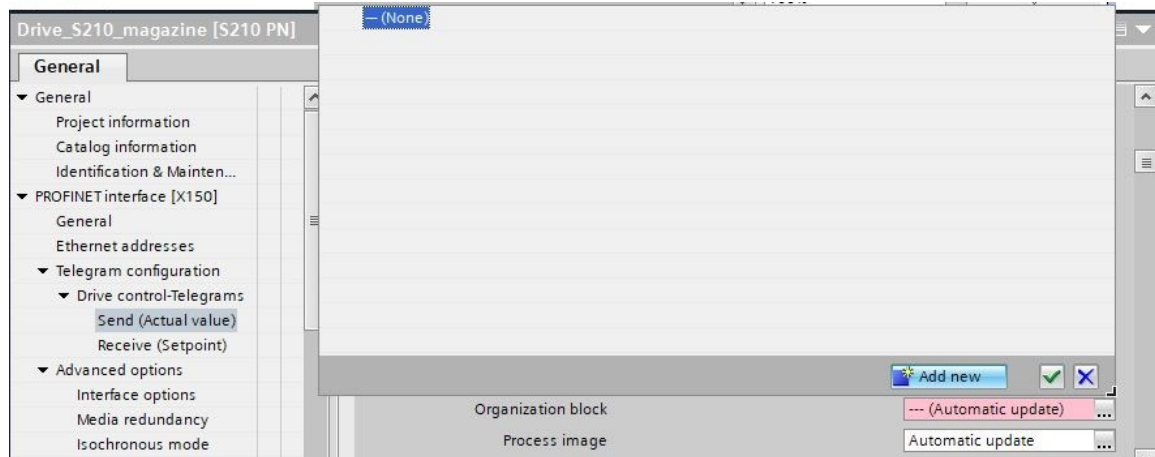 Drive_S210_magazine [S210 PN]
General
General
Project information
Catalog information
Identification & Mainten...
PROFINET interface [X150]
General
Ethernet addresses
Telegram configuration
Drive control-Telegrams
Send (Actual value)
Receive (Setpoint)
Advanced options
Interface options
Media redundancy
Isochronous mode
--- (None)
Add new
Organization block
--- (Automatic update)
...
Process image
Automatic update
...